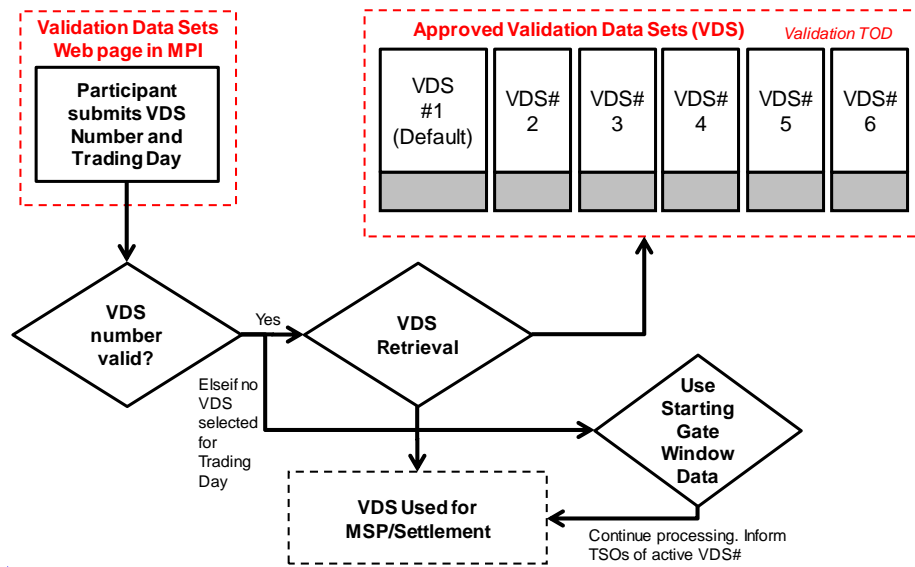 Validation Data Sets
Web page in MPI
Participant
submits VDS
Number and
Trading Day
Approved Validation Data Sets (VDS)
Validation TOD
VDS
#1
(Default)
VDS#
2
VDS#
3
VDS#
4
VDS#
5
VDS#
6
VDS
number
valid?
Yes
VDS
Retrieval
Elseif no
VDS
selected
for
Trading
Day
Use
Starting
Gate
Window
Data
VDS Used for
MSP/Settlement
Continue processing. Inform
TSOs of active VDS#